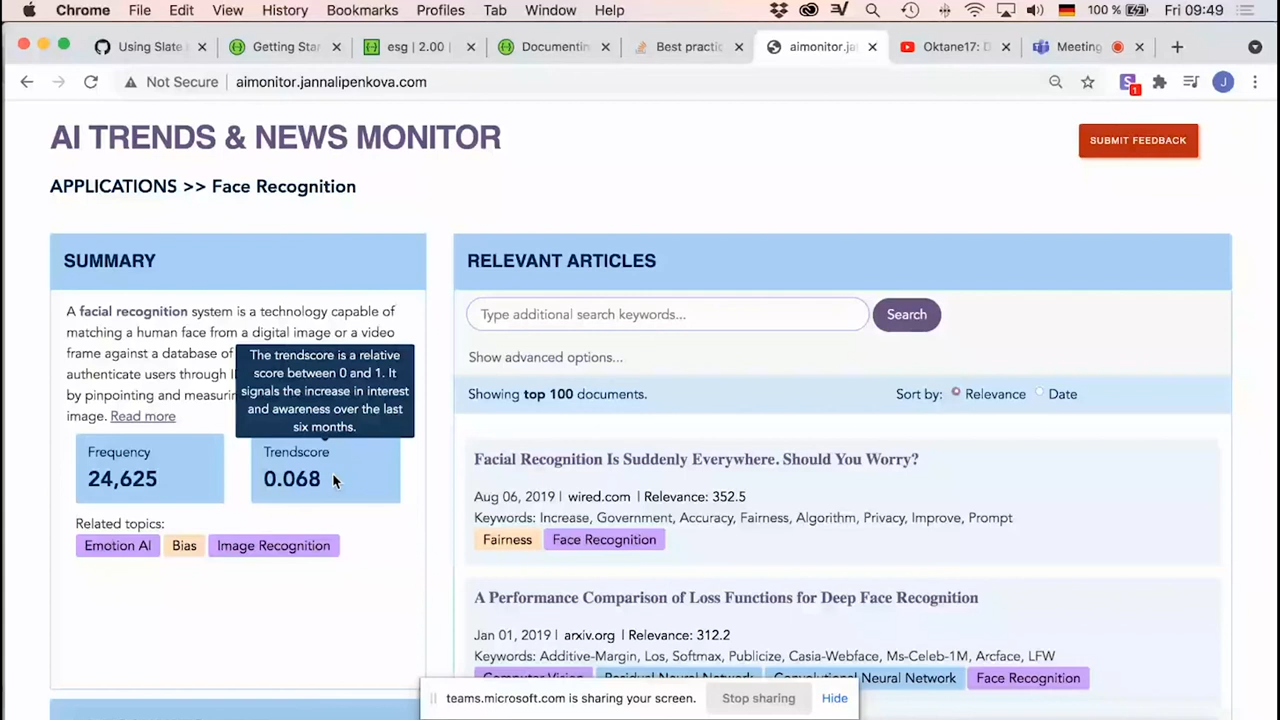 Chrome File Edit View History Bookmarks Profiles Tab Window Help 100 % Fri 09:49
Using Slate Getting Star esg | 2.00 | Documentin Best practic aimonitor.ja Oktane17: D Meeting
Not Secure aimonitor.jannalipenkova.com
1
J
AI TRENDS & NEWS MONITOR
SUBMIT FEEDBACK
APPLICATIONS >> Face Recognition
SUMMARY
A facial recognition system is a technology capable of
matching a human face from a digital image or a video
frame against a database of
authenticate users through I
by pinpointing and measuri
image. Read more
The trendscore is a relative
score between 0 and 1. It
signals the increase in interest
and awareness over the last
six months.
Frequency
24,625
Trendscore
0.068
Related topics:
Emotion AI Bias Image Recognition
RELEVANT ARTICLES
Type additional search keywords...
Search
Show advanced options...
Showing top 100 documents.
Sort by: Relevance Date
Facial Recognition Is Suddenly Everywhere. Should You Worry?
Aug 06, 2019 | wired.com | Relevance: 352.5
Keywords: Increase, Government, Accuracy, Fairness, Algorithm, Privacy, Improve, Prompt
Fairness Face Recognition
A Performance Comparison of Loss Functions for Deep Face Recognition
Jan 01, 2019 | arxiv.org | Relevance: 312.2
Keywords: Additive-Margin, Los, Softmax, Publicize, Casia-Webface, Ms-Celeb-1M, Arcface, LFW
Computer Vision Residual Neural Network Convolutional Neural Network Face Recognition
teams.microsoft.com is sharing your screen. Stop sharing Hide